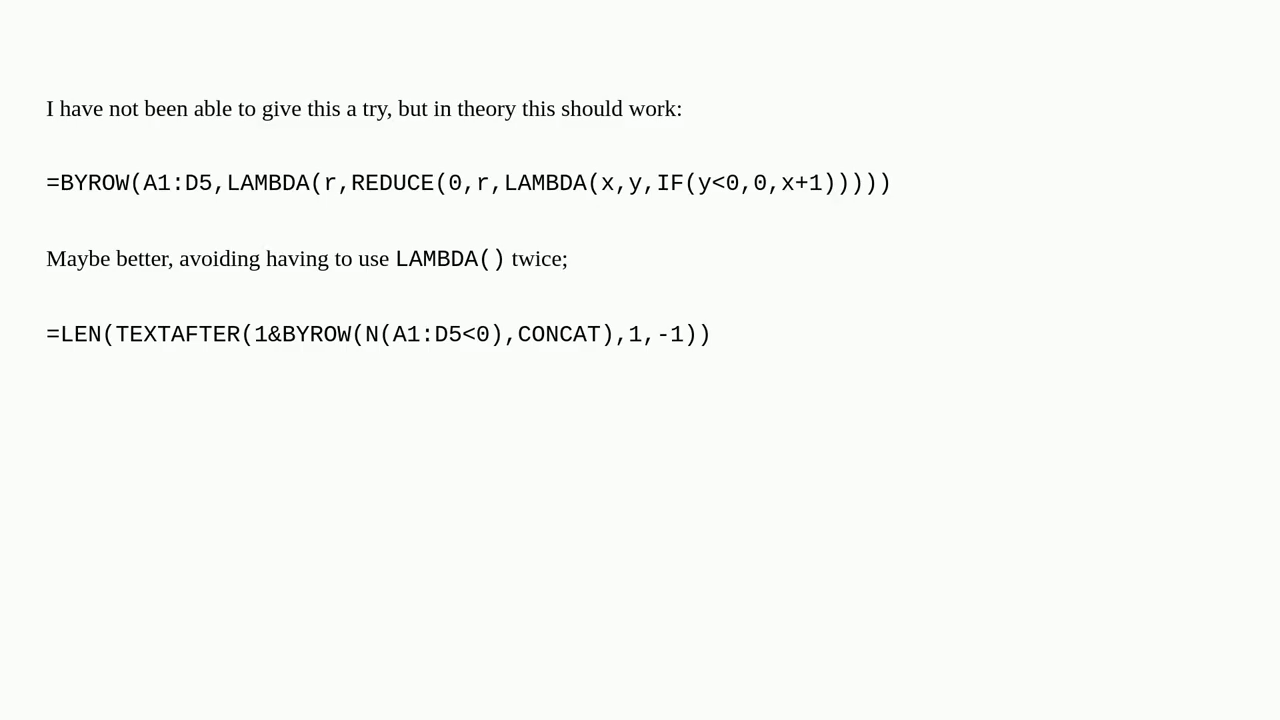 I have not been able to give this a try, but in theory this should work:
=BYROW(A1:D5,LAMBDA(r,REDUCE(0,r,LAMBDA(x,y,IF(y<0,0,x+1)))))
Maybe better, avoiding having to use LAMBDA() twice;
=LEN(TEXTAFTER(1&BYROW(N(A1:D5<0),CONCAT),1,-1))